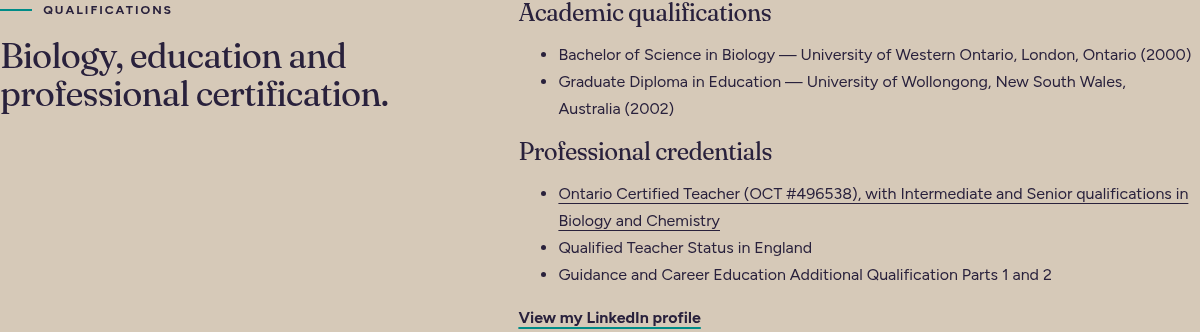 QUALIFICATIONS
Biology, education and
professional certification.
Academic qualifications
• Bachelor of Science in Biology — University of Western Ontario, London, Ontario (2000)
• Graduate Diploma in Education — University of Wollongong, New South Wales,
Australia (2002)
Professional credentials
• Ontario Certified Teacher (OCT #496538), with Intermediate and Senior qualifications in
Biology and Chemistry
• Qualified Teacher Status in England
• Guidance and Career Education Additional Qualification Parts 1 and 2
View my LinkedIn profile